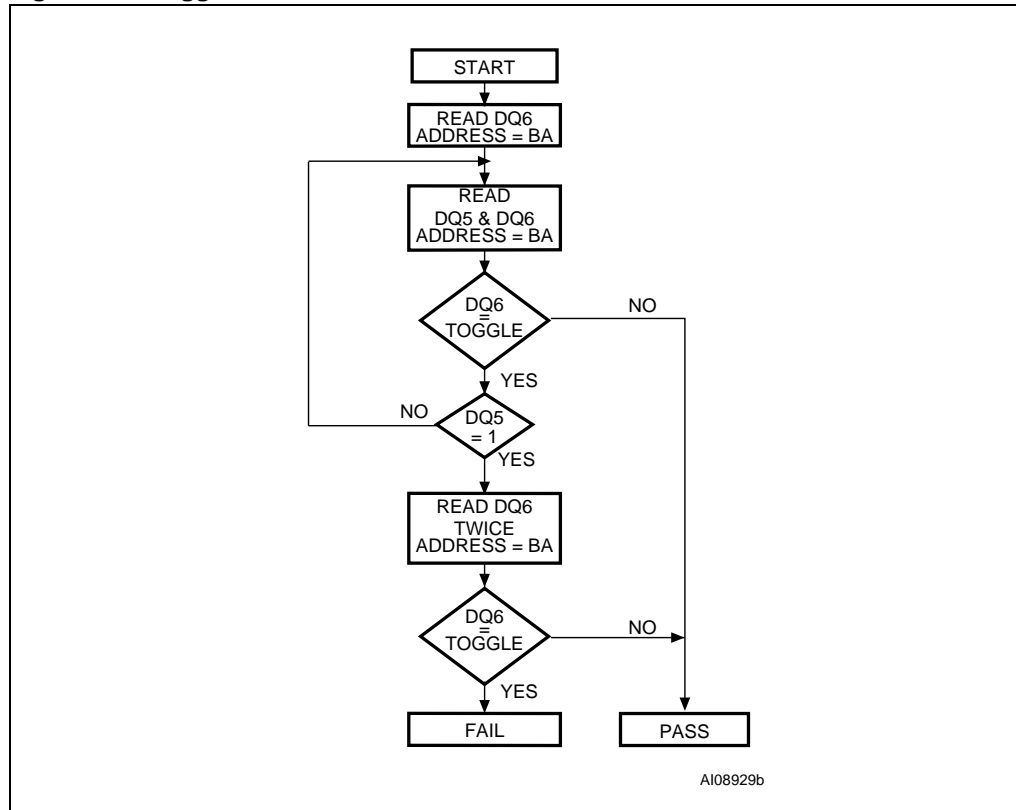 START
READ DQ6
ADDRESS = BA
READ
DQ5 & DQ6
ADDRESS = BA
DQ6
=
TOGGLE
NO
YES
NO
DQ5
= 1
YES
READ DQ6
TWICE
ADDRESS = BA
DQ6
=
TOGGLE
NO
YES
FAIL
PASS
AI08929b